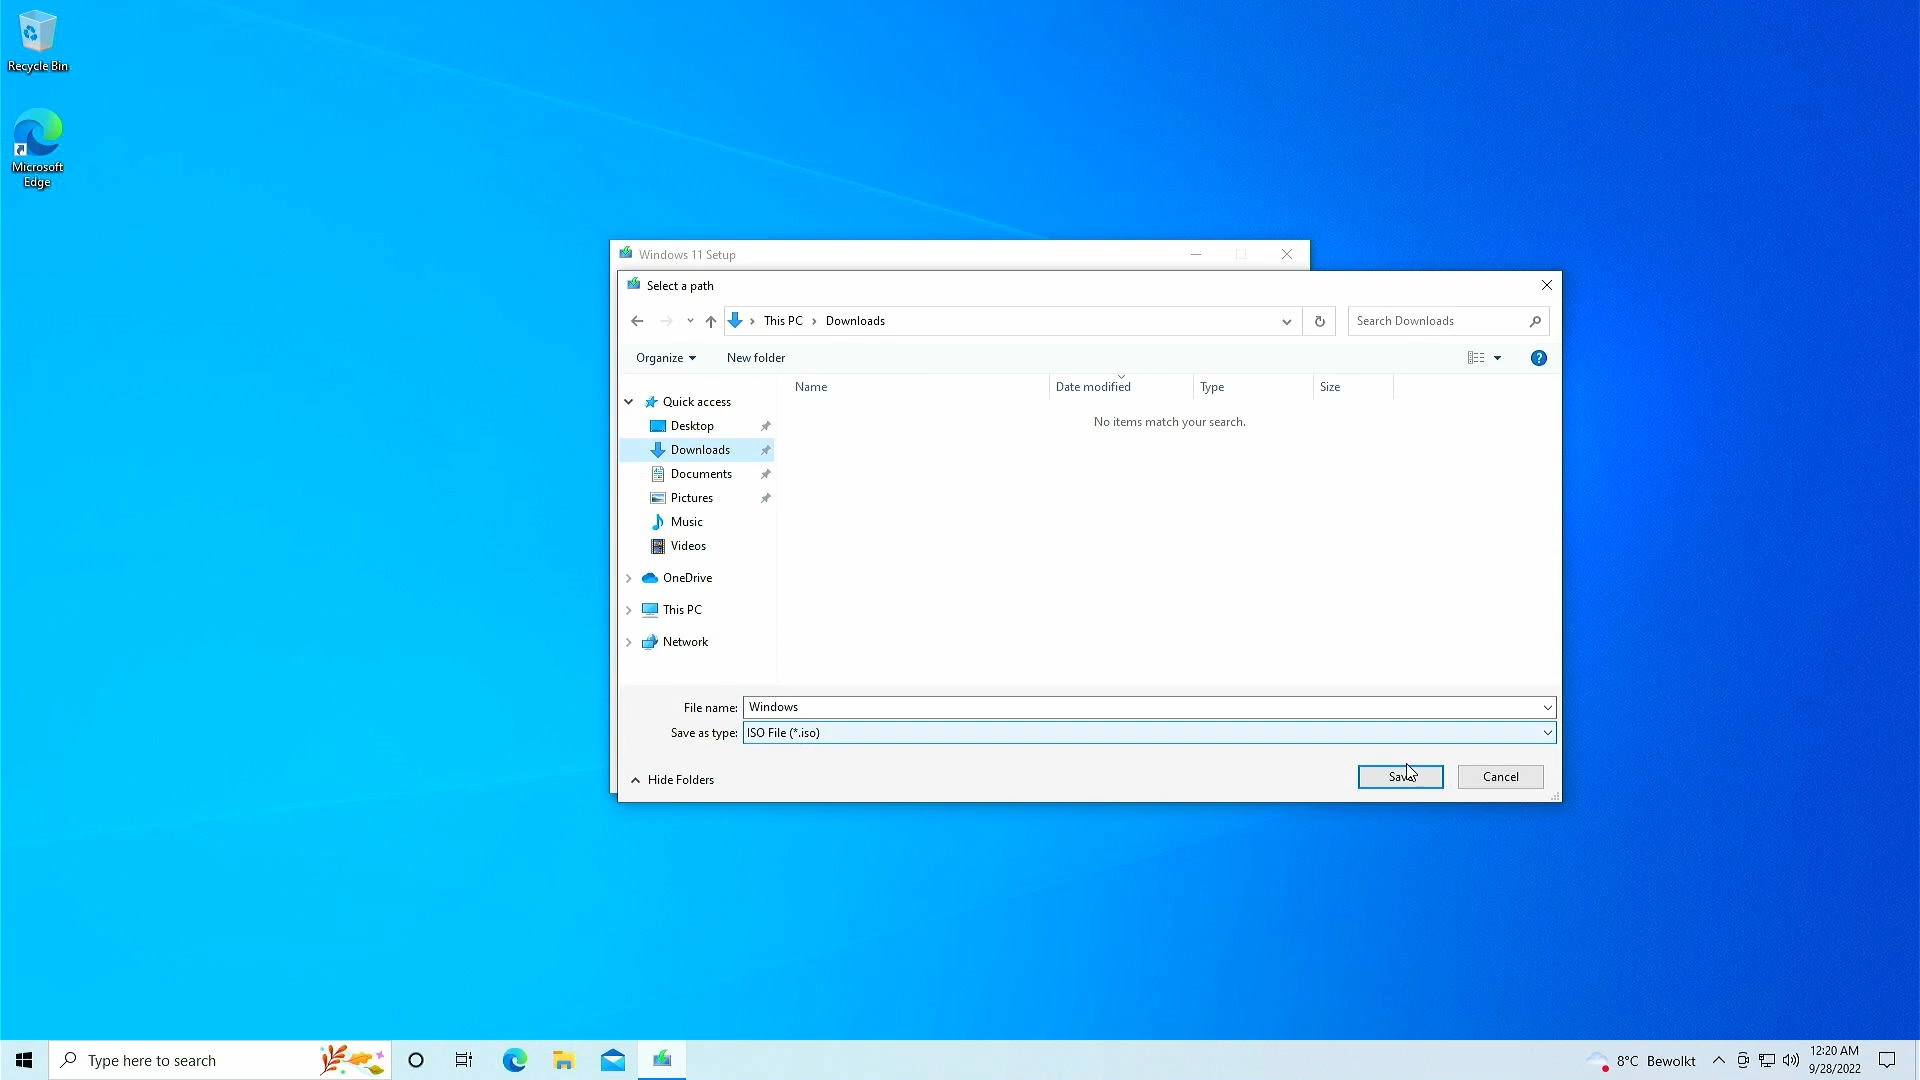 Recycle Bin
Microsoft
Edge
Windows 11 Setup
Select a path
This PC
Downloads
Search Downloads
Organize
New folder
Name
Date modified
Type
Size
No items match your search.
Quick access
Desktop
Downloads
Documents
Pictures
Music
Videos
OneDrive
This PC
Network
File name:
Windows
Save as type:
ISO File (*.iso)
Hide Folders
Save
Cancel
Type here to search
8°C Bewolkt
12:20 AM
9/28/2022